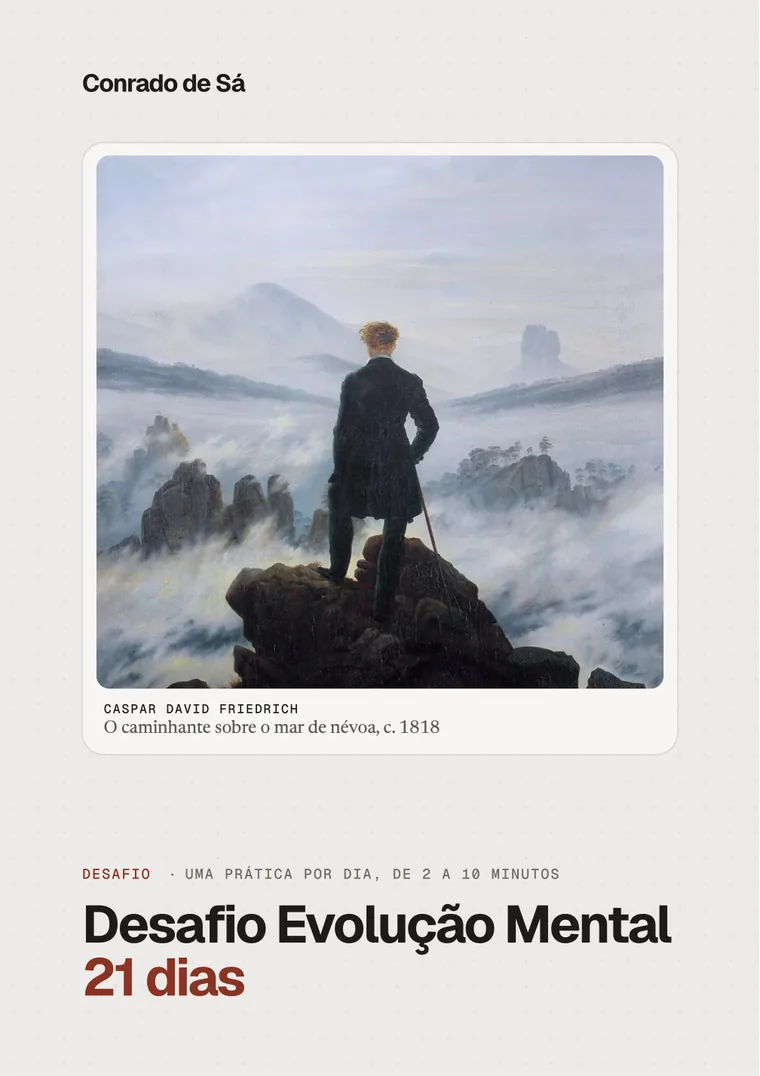 Conrado de Sá
CASPAR DAVID FRIEDRICH
O caminhante sobre o mar de névoa, c. 1818
DESAFIO · UMA PRÁTICA POR DIA, DE 2 A 10 MINUTOS
Desafio Evolução Mental
21 dias